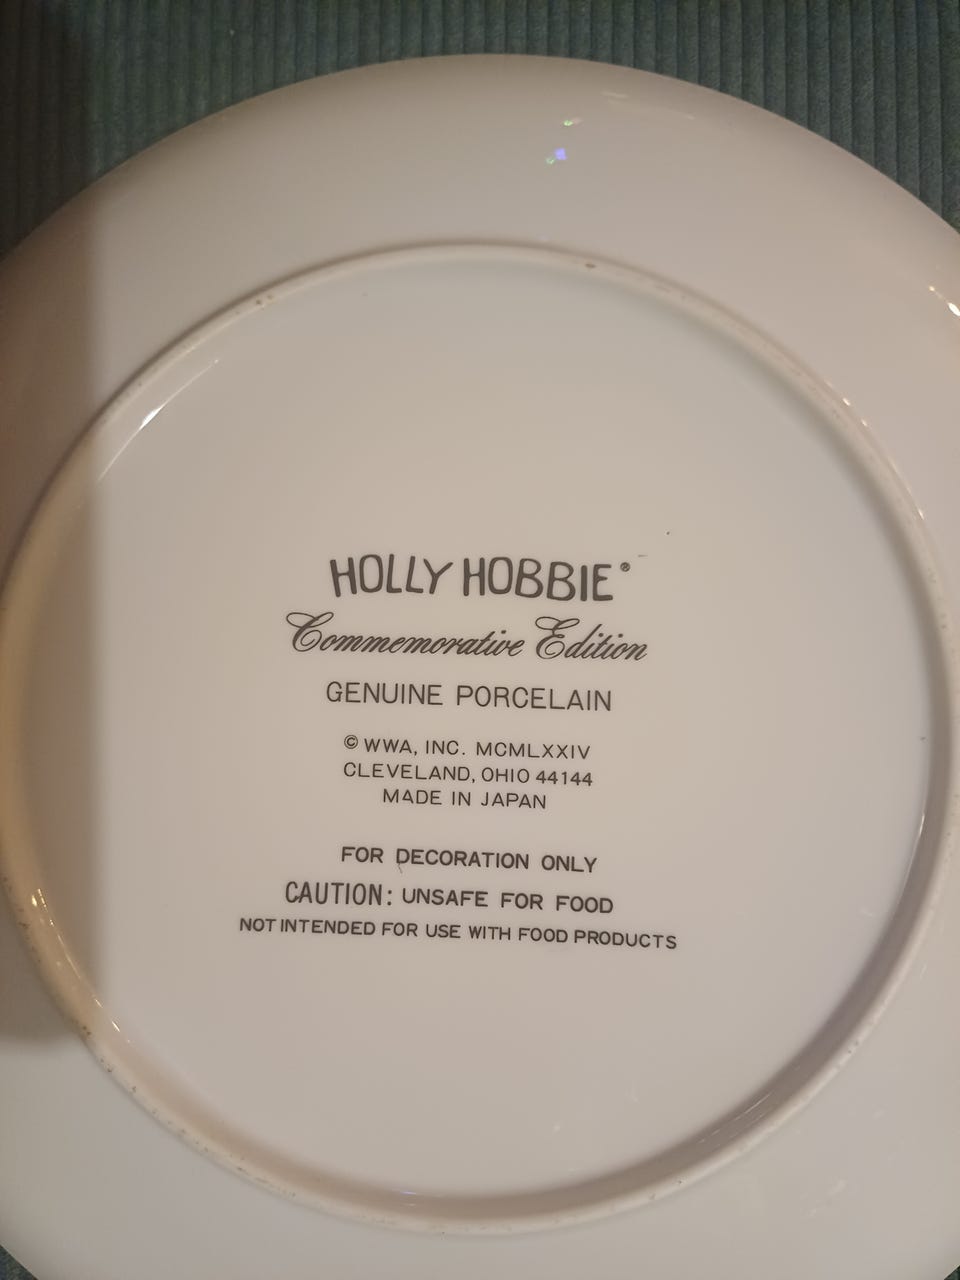 HOLLY HOBBIE®
Commemorative Edition
GENUINE PORCELAIN
© WWA, INC. MCMLXXIV
CLEVELAND, OHIO 44144
MADE IN JAPAN
FOR DECORATION ONLY
CAUTION: UNSAFE FOR FOOD
NOT INTENDED FOR USE WITH FOOD PRODUCTS